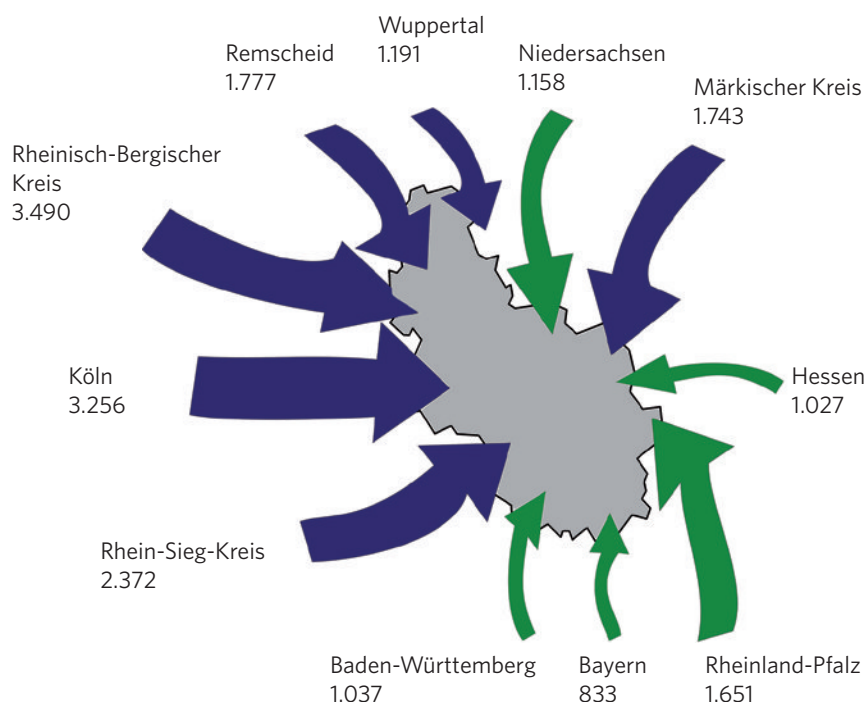 Wuppertal
1.191
Remscheid
1.777
Niedersachsen
1.158
Märkischer Kreis
1.743
Rheinisch-Bergischer
Kreis
3.490
Köln
3.256
Hessen
1.027
Rhein-Sieg-Kreis
2.372
Baden-Württemberg
1.037
Bayern
833
Rheinland-Pfalz
1.651